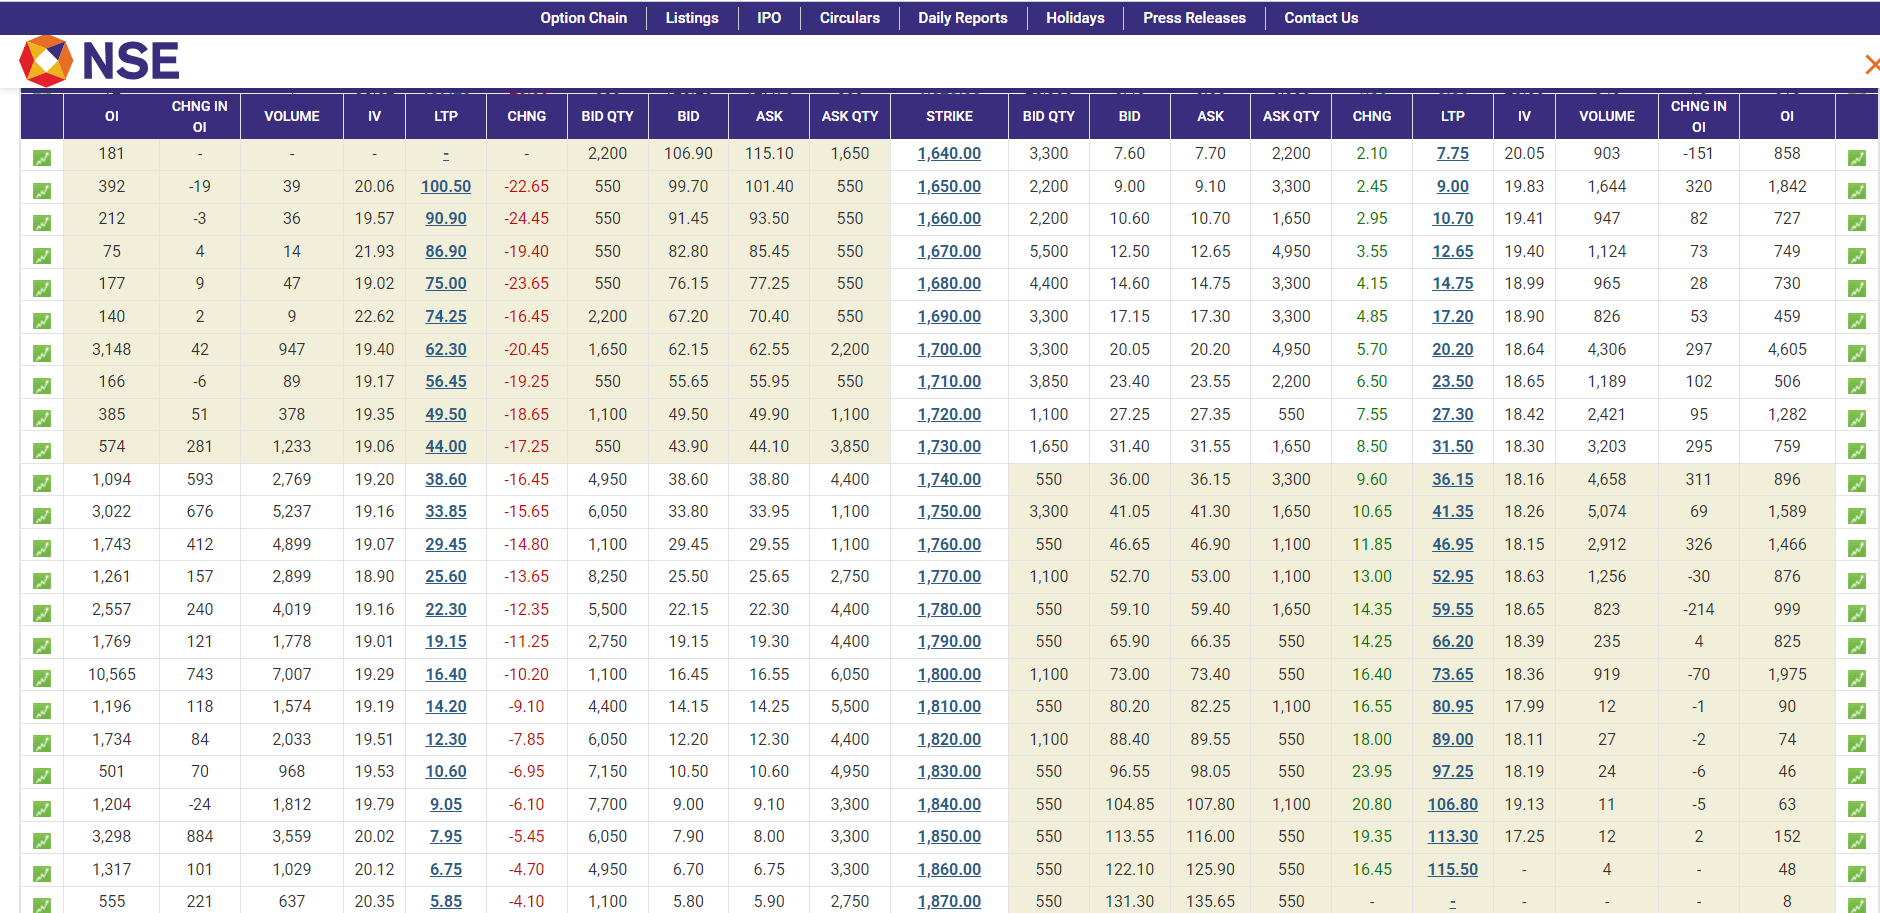 Option Chain Listings IPO Circulars Daily Reports Holidays Press Releases Contact Us
NSE
OI CHNG IN OI VOLUME IV LTP CHNG BID QTY BID ASK ASK QTY STRIKE BID QTY BID ASK ASK QTY CHNG LTP IV VOLUME CHNG IN OI OI
181 - - - - - 2,200 106.90 115.10 1,650 1,640.00 3,300 7.60 7.70 2,200 2.10 7.75 20.05 903 -151 858
392 -19 39 20.06 100.50 -22.65 550 99.70 101.40 550 1,650.00 2,200 9.00 9.10 3,300 2.45 9.00 19.83 1,644 320 1,842
212 -3 36 19.57 90.90 -24.45 550 91.45 93.50 550 1,660.00 2,200 10.60 10.70 1,650 2.95 10.70 19.41 947 82 727
75 4 14 21.93 86.90 -19.40 550 82.80 85.45 550 1,670.00 5,500 12.50 12.65 4,950 3.55 12.65 19.40 1,124 73 749
177 9 47 19.02 75.00 -23.65 550 76.15 77.25 550 1,680.00 4,400 14.60 14.75 3,300 4.15 14.75 18.99 965 28 730
140 2 9 22.62 74.25 -16.45 2,200 67.20 70.40 550 1,690.00 3,300 17.15 17.30 3,300 4.85 17.20 18.90 826 53 459
3,148 42 947 19.40 62.30 -20.45 1,650 62.15 62.55 2,200 1,700.00 3,300 20.05 20.20 4,950 5.70 20.20 18.64 4,306 297 4,605
166 -6 89 19.17 56.45 -19.25 550 55.65 55.95 550 1,710.00 3,850 23.40 23.55 2,200 6.50 23.50 18.65 1,189 102 506
385 51 378 19.35 49.50 -18.65 1,100 49.50 49.90 1,100 1,720.00 1,100 27.25 27.35 550 7.55 27.30 18.42 2,421 95 1,282
574 281 1,233 19.06 44.00 -17.25 550 43.90 44.10 3,850 1,730.00 1,650 31.40 31.55 1,650 8.50 31.50 18.30 3,203 295 759
1,094 593 2,769 19.20 38.60 -16.45 4,950 38.60 38.80 4,400 1,740.00 550 36.00 36.15 3,300 9.60 36.15 18.16 4,658 311 896
3,022 676 5,237 19.16 33.85 -15.65 6,050 33.80 33.95 1,100 1,750.00 3,300 41.05 41.30 1,650 10.65 41.35 18.26 5,074 69 1,589
1,743 412 4,899 19.07 29.45 -14.80 1,100 29.45 29.55 1,100 1,760.00 550 46.65 46.90 1,100 11.85 46.95 18.15 2,912 326 1,466
1,261 157 2,899 18.90 25.60 -13.65 8,250 25.50 25.65 2,750 1,770.00 1,100 52.70 53.00 1,100 13.00 52.95 18.63 1,256 -30 876
2,557 240 4,019 19.16 22.30 -12.35 5,500 22.15 22.30 4,400 1,780.00 550 59.10 59.40 1,650 14.35 59.55 18.65 823 -214 999
1,769 121 1,778 19.01 19.15 -11.25 2,750 19.15 19.30 4,400 1,790.00 550 65.90 66.35 550 14.25 66.20 18.39 235 4 825
10,565 743 7,007 19.29 16.40 -10.20 1,100 16.45 16.55 6,050 1,800.00 1,100 73.00 73.40 550 16.40 73.65 18.36 919 -70 1,975
1,196 118 1,574 19.19 14.20 -9.10 4,400 14.15 14.25 5,500 1,810.00 550 80.20 82.25 1,100 16.55 80.95 17.99 12 -1 90
1,734 84 2,033 19.51 12.30 -7.85 6,050 12.20 12.30 4,400 1,820.00 1,100 88.40 89.55 550 18.00 89.00 18.11 27 -2 74
501 70 968 19.53 10.60 -6.95 7,150 10.50 10.60 4,950 1,830.00 550 96.55 98.05 550 23.95 97.25 18.19 24 -6 46
1,204 -24 1,812 19.79 9.05 -6.10 7,700 9.00 9.10 3,300 1,840.00 550 104.85 107.80 1,100 20.80 106.80 19.13 11 -5 63
3,298 884 3,559 20.02 7.95 -5.45 6,050 7.90 8.00 3,300 1,850.00 550 113.55 116.00 550 19.35 113.30 17.25 12 2 152
1,317 101 1,029 20.12 6.75 -4.70 4,950 6.70 6.75 3,300 1,860.00 550 122.10 125.90 550 16.45 115.50 - 4 - 48
555 221 637 20.35 5.85 -4.10 1,100 5.80 5.90 2,750 1,870.00 550 131.30 135.65 550 - - - - - 8